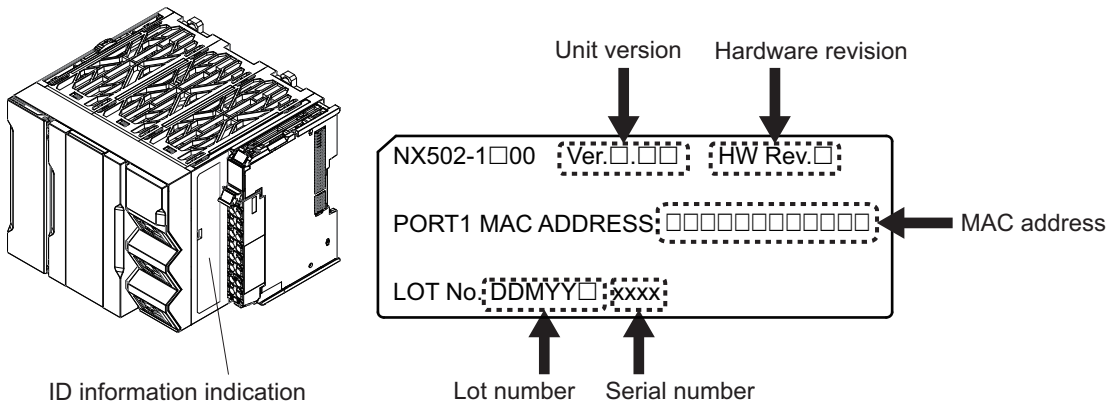 Unit version Hardware revision
NX502-1□00 Ver.□.□□ HW Rev.□
PORT1 MAC ADDRESS □□□□□□□□□□□□ MAC address
LOT No. DDMYY□ xxxx
ID information indication Lot number Serial number